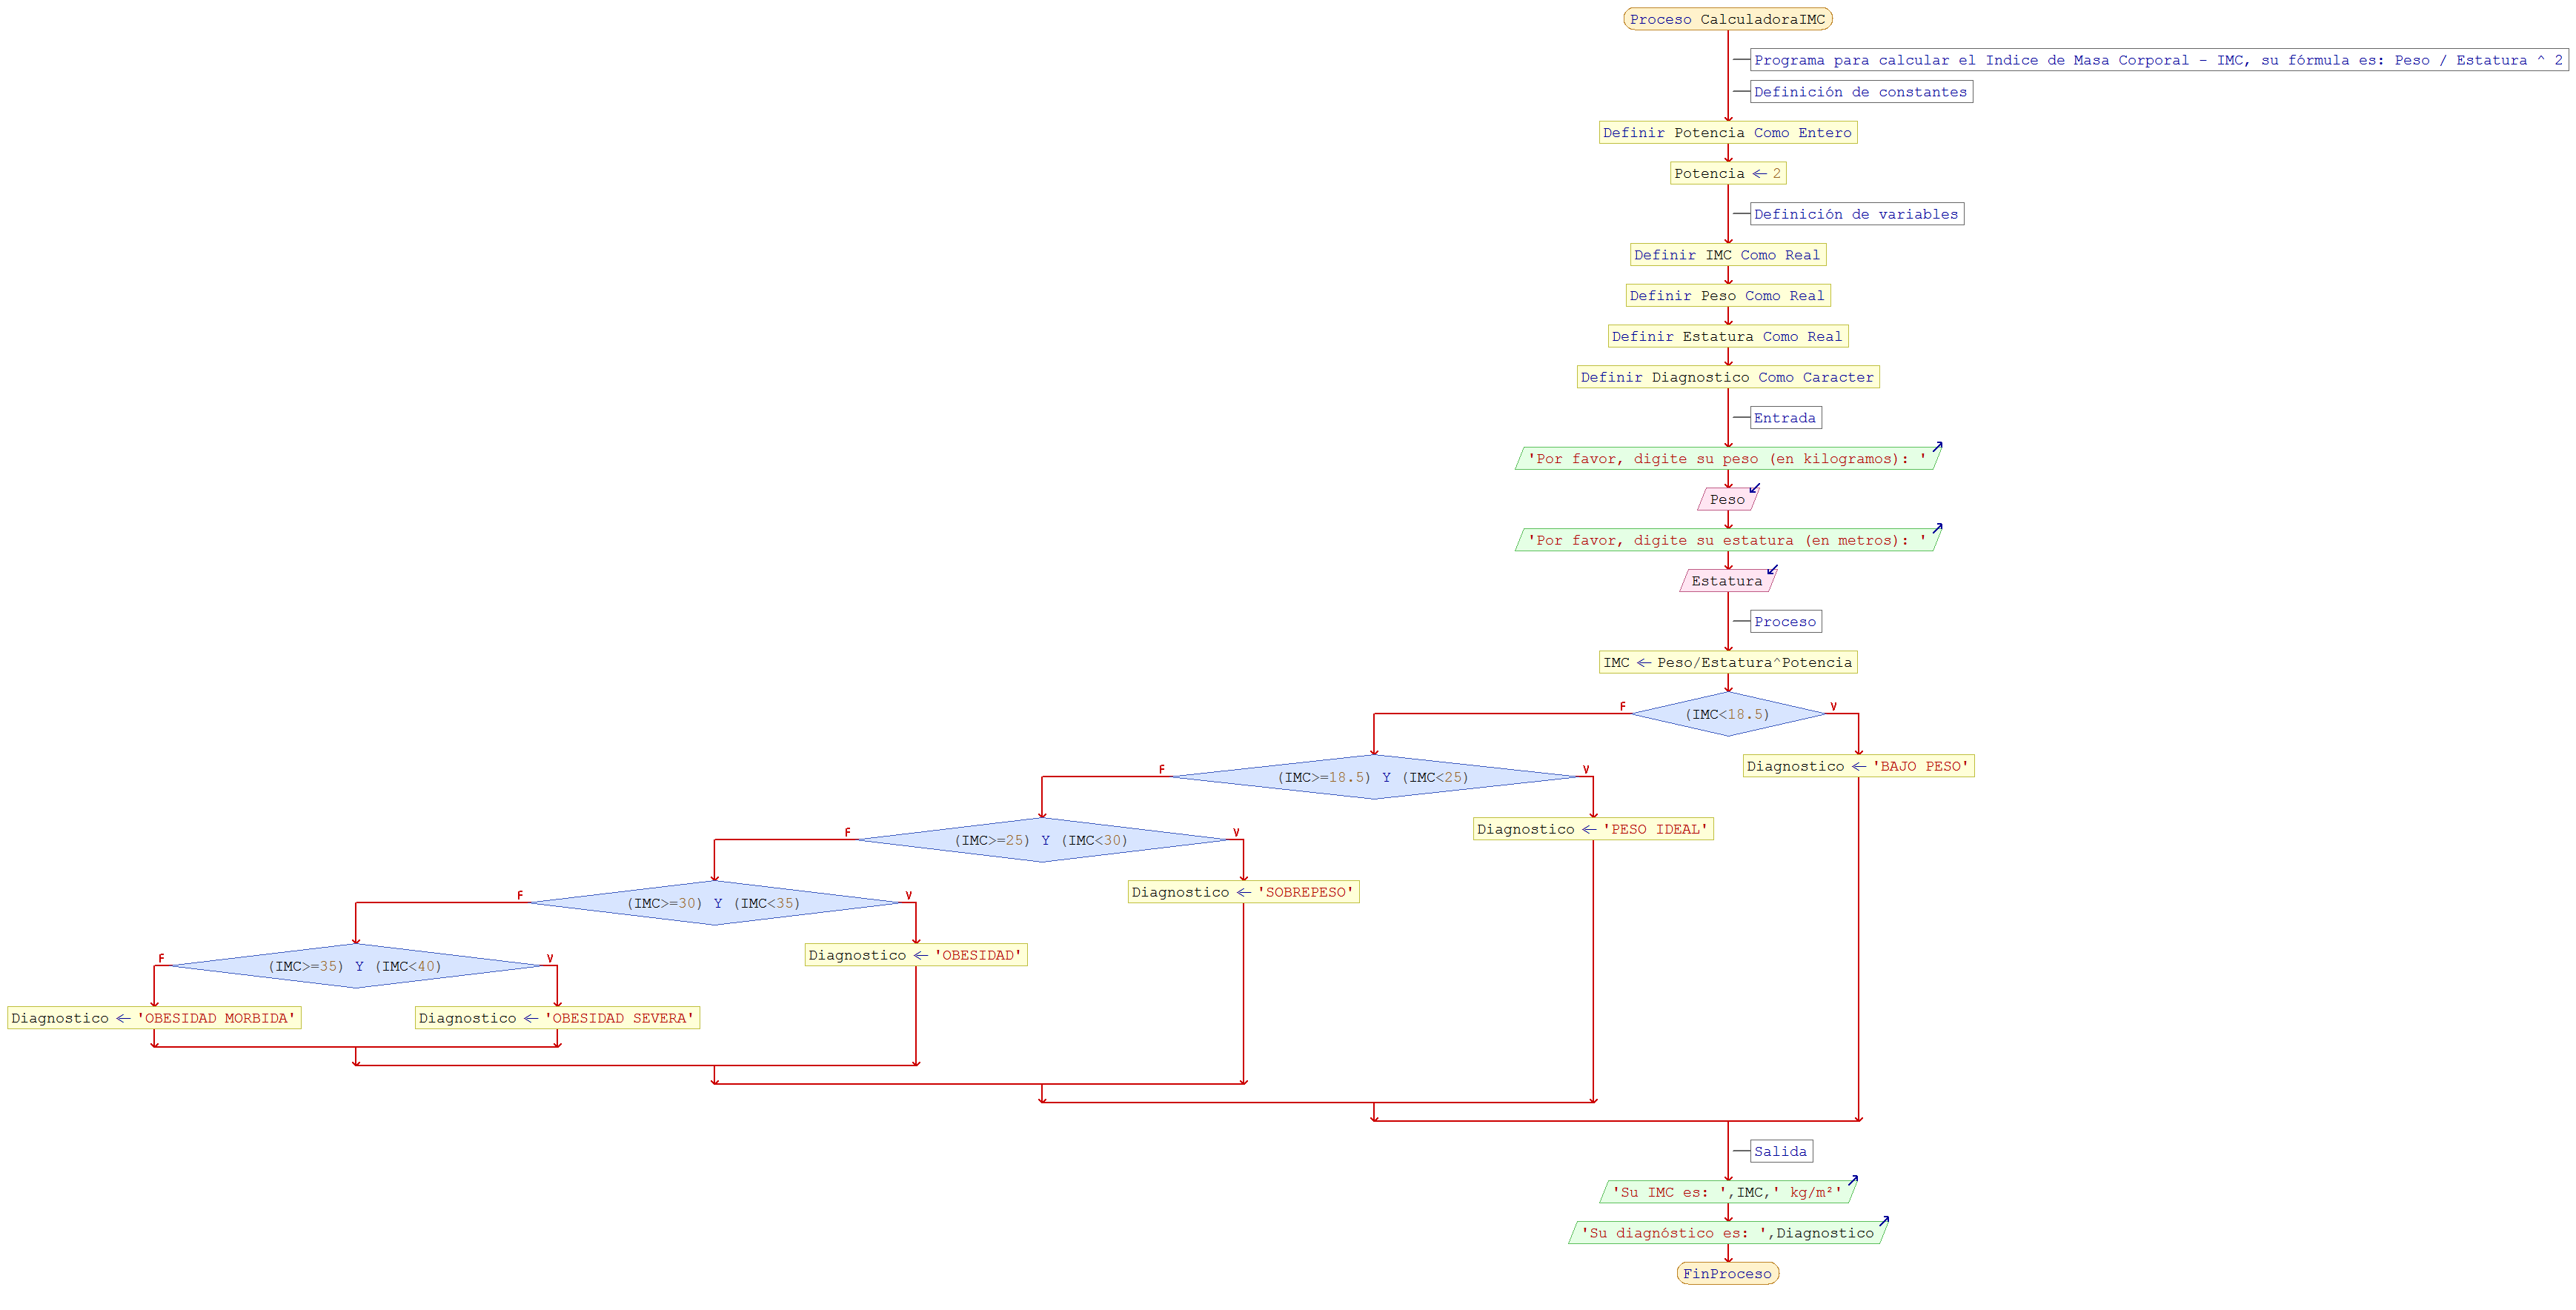 Proceso CalculadoraIMC
Programa para calcular el Indice de Masa Corporal - IMC, su fórmula es: Peso / Estatura ^ 2
Definición de constantes
Definir Potencia Como Entero
Potencia ← 2
Definición de variables
Definir IMC Como Real
Definir Peso Como Real
Definir Estatura Como Real
Definir Diagnostico Como Caracter
Entrada
'Por favor, digite su peso (en kilogramos): '
Peso
'Por favor, digite su estatura (en metros): '
Estatura
Proceso
IMC ← Peso/Estatura^Potencia
F
V
(IMC<18.5)
F
V
(IMC>=18.5) Y (IMC<25)
Diagnostico ← 'BAJO PESO'
F
V
(IMC>=25) Y (IMC<30)
Diagnostico ← 'PESO IDEAL'
F
V
(IMC>=30) Y (IMC<35)
Diagnostico ← 'SOBREPESO'
F
V
(IMC>=35) Y (IMC<40)
Diagnostico ← 'OBESIDAD'
Diagnostico ← 'OBESIDAD MORBIDA'
Diagnostico ← 'OBESIDAD SEVERA'
Salida
'Su IMC es: ',IMC,' kg/m²'
'Su diagnóstico es: ',Diagnostico
FinProceso